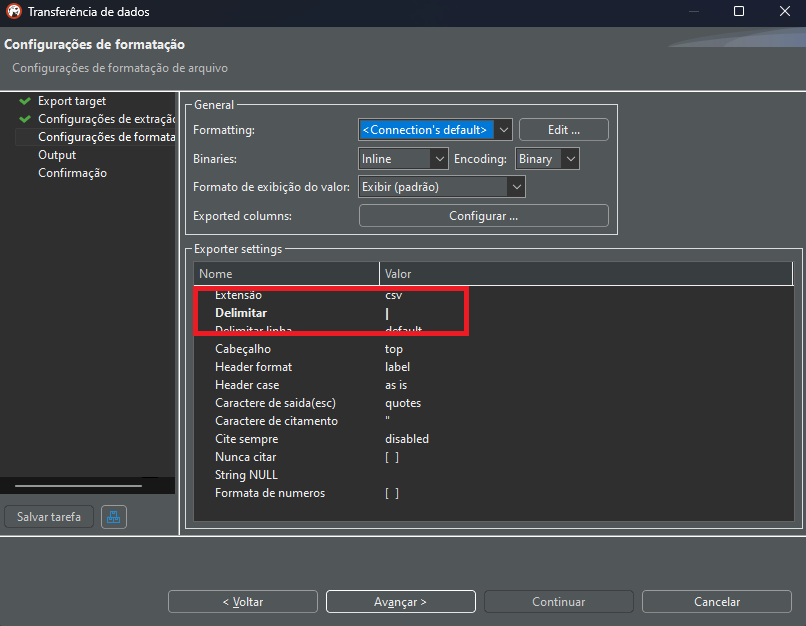 Transferência de dados
Configurações de formatação
Configurações de formatação de arquivo
Export target
Configurações de extração
Configurações de formata
Output
Confirmação
General
Formatting: <Connection's default> Edit ...
Binaries: Inline Encoding: Binary
Formato de exibição do valor: Exibir (padrão)
Exported columns: Configurar ...
Exporter settings
Nome Valor
Extensão csv
Delimitar |
Delimitar linha default
Cabeçalho top
Header format label
Header case as is
Caractere de saida(esc) quotes
Caractere de citamento "
Cite sempre disabled
Nunca citar [ ]
String NULL
Formata de numeros [ ]
Salvar tarefa
< Voltar Avançar > Continuar Cancelar